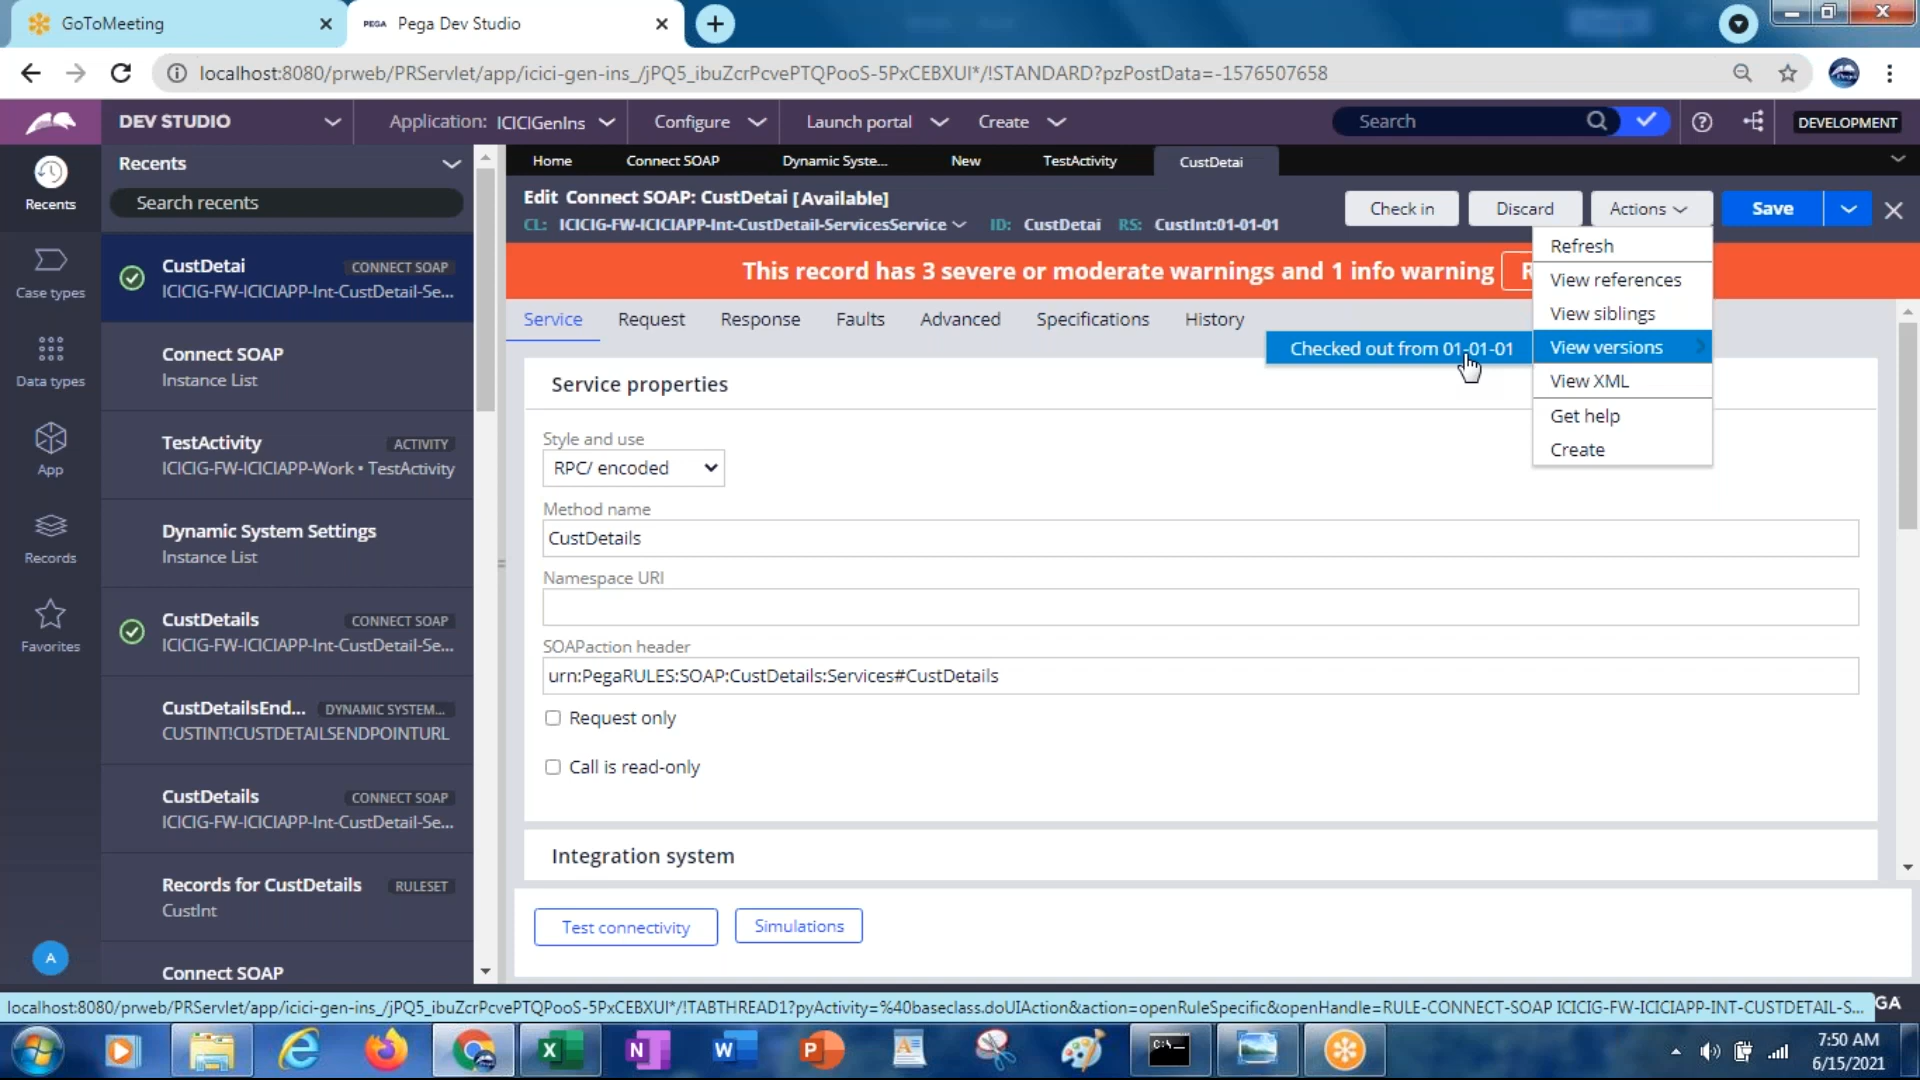 GoToMeeting
PEGA Pega Dev Studio
localhost:8080/prweb/PRServlet/app/icici-gen-ins_/jPQ5_ibuZcrPcvePTQPooS-5PxCEBXUI*/!STANDARD?pzPostData=-1576507658
DEV STUDIO
Application: ICICIGenIns
Configure
Launch portal
Create
Search
DEVELOPMENT
Recents
Case types
Data types
App
Records
Favorites
A
Recents
Search recents
CustDetai CONNECT SOAP
ICICIG-FW-ICICIAPP-Int-CustDetail-Se...
Connect SOAP
Instance List
TestActivity ACTIVITY
ICICIG-FW-ICICIAPP-Work • TestActivity
Dynamic System Settings
Instance List
CustDetails CONNECT SOAP
ICICIG-FW-ICICIAPP-Int-CustDetail-Se...
CustDetailsEnd... DYNAMIC SYSTEM...
CUSTINT!CUSTDETAILSENDPOINTURL
CustDetails CONNECT SOAP
ICICIG-FW-ICICIAPP-Int-CustDetail-Se...
Records for CustDetails RULESET
CustInt
Connect SOAP
Home Connect SOAP Dynamic Syste... New TestActivity CustDetai
Edit Connect SOAP: CustDetai [Available]
CL: ICICIG-FW-ICICIAPP-Int-CustDetail-ServicesService ID: CustDetai RS: CustInt:01-01-01
Check in Discard Actions Save
This record has 3 severe or moderate warnings and 1 info warning R
Refresh
View references
View siblings
View versions
View XML
Get help
Create
Checked out from 01-01-01
Service Request Response Faults Advanced Specifications History
Service properties
Style and use
RPC/ encoded
Method name
CustDetails
Namespace URI
SOAPaction header
urn:PegaRULES:SOAP:CustDetails:Services#CustDetails
Request only
Call is read-only
Integration system
Test connectivity Simulations
localhost:8080/prweb/PRServlet/app/icici-gen-ins_/jPQ5_ibuZcrPcvePTQPooS-5PxCEBXUI*/!TABTHREAD1?pyActivity=%40baseclass.doUIAction&action=openRuleSpecific&openHandle=RULE-CONNECT-SOAP ICICIG-FW-ICICIAPP-INT-CUSTDETAIL-S... GA
7:50 AM
6/15/2021